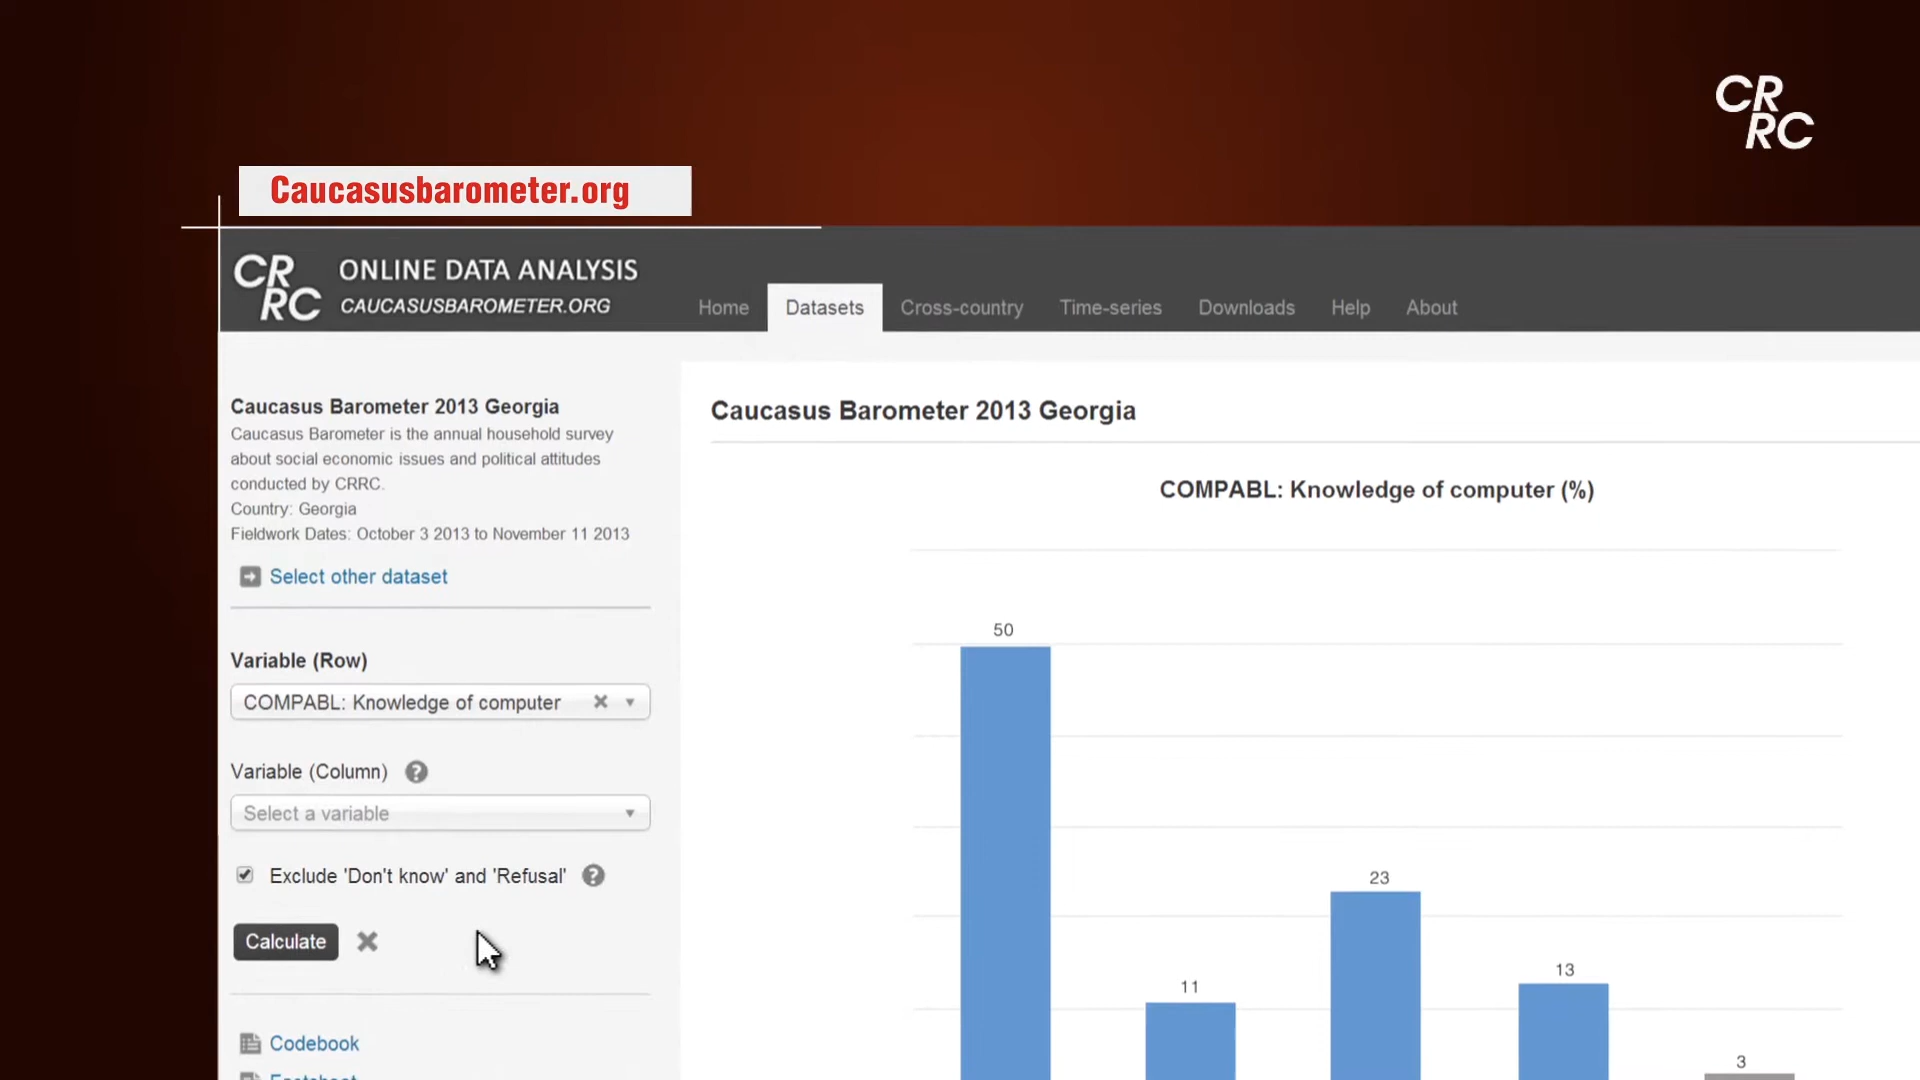 CR
RC
Caucasusbarometer.org
CR
RC
ONLINE DATA ANALYSIS
CAUCASUSBAROMETER.ORG
Home
Datasets
Cross-country
Time-series
Downloads
Help
About
Caucasus Barometer 2013 Georgia
Caucasus Barometer is the annual household survey
about social economic issues and political attitudes
conducted by CRRC.
Country: Georgia
Fieldwork Dates: October 3 2013 to November 11 2013
Select other dataset
Variable (Row)
COMPABL: Knowledge of computer
Variable (Column)
Select a variable
Exclude 'Don't know' and 'Refusal'
Calculate
Codebook
Caucasus Barometer 2013 Georgia
COMPABL: Knowledge of computer (%)
50
11
23
13
3